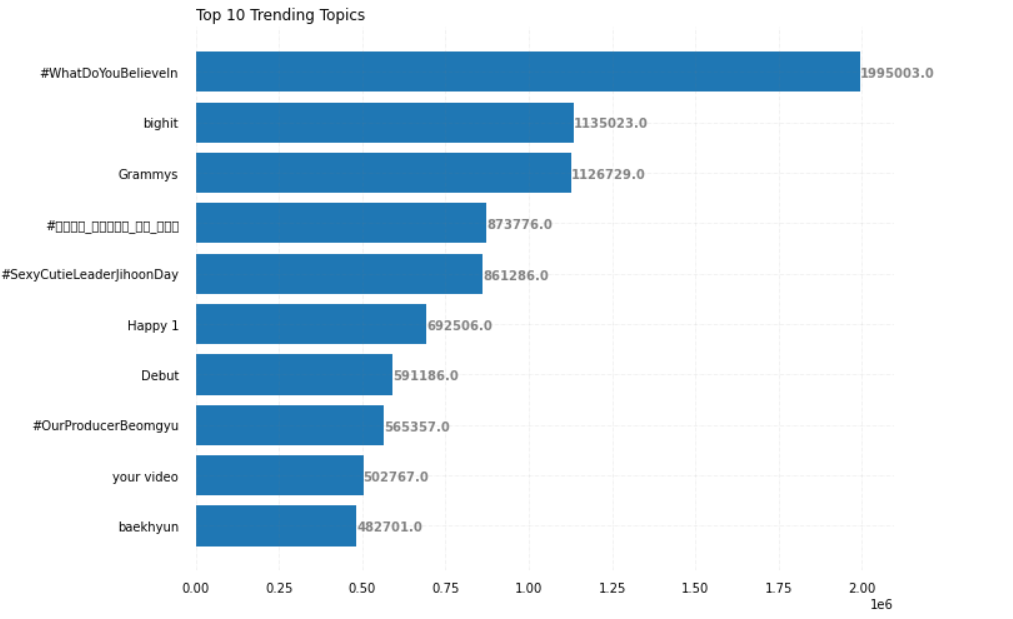 Top 10 Trending Topics
#WhatDoYouBelieveIn
1995003.0
bighit
1135023.0
Grammys
1126729.0
#□□□□_□□□□□_□□_□□□
873776.0
#SexyCutieLeaderJihoonDay
861286.0
Happy 1
692506.0
Debut
591186.0
#OurProducerBeomgyu
565357.0
your video
502767.0
baekhyun
482701.0
0.00 0.25 0.50 0.75 1.00 1.25 1.50 1.75 2.00
1e6